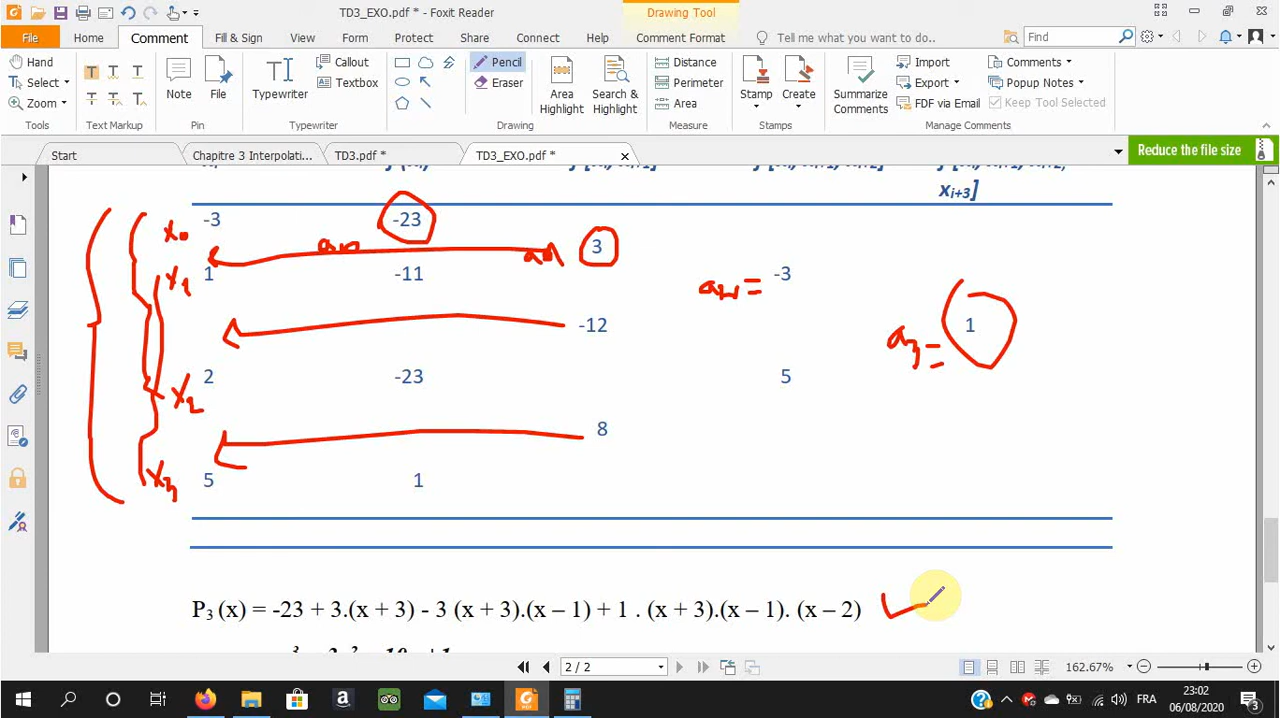 TD3_EXO.pdf * - Foxit Reader
Drawing Tool
File Home Comment Fill & Sign View Form Protect Share Connect Help Comment Format Tell me what you want to do... Find
Hand
Select
Zoom
Tools
Text Markup
Note
File
Pin
Typewriter
Callout
Textbox
Typewriter
Pencil
Eraser
Area Highlight
Search & Highlight
Drawing
Distance
Perimeter
Area
Measure
Stamp
Create
Stamps
Summarize Comments
Import
Export
FDF via Email
Comments
Popup Notes
Keep Tool Selected
Manage Comments
Start Chapitre 3 Interpolati... TD3.pdf * TD3_EXO.pdf * Reduce the file size
xi+3]
-3 -23
x0
3
1 -11 -3
x1
-12 1
a3 =
2 -23 5
x2
8
5 1
x3
P3 (x) = -23 + 3.(x + 3) - 3 (x + 3).(x – 1) + 1 . (x + 3).(x – 1). (x – 2)
2 / 2 162.67%
FRA 23:02
06/08/2020